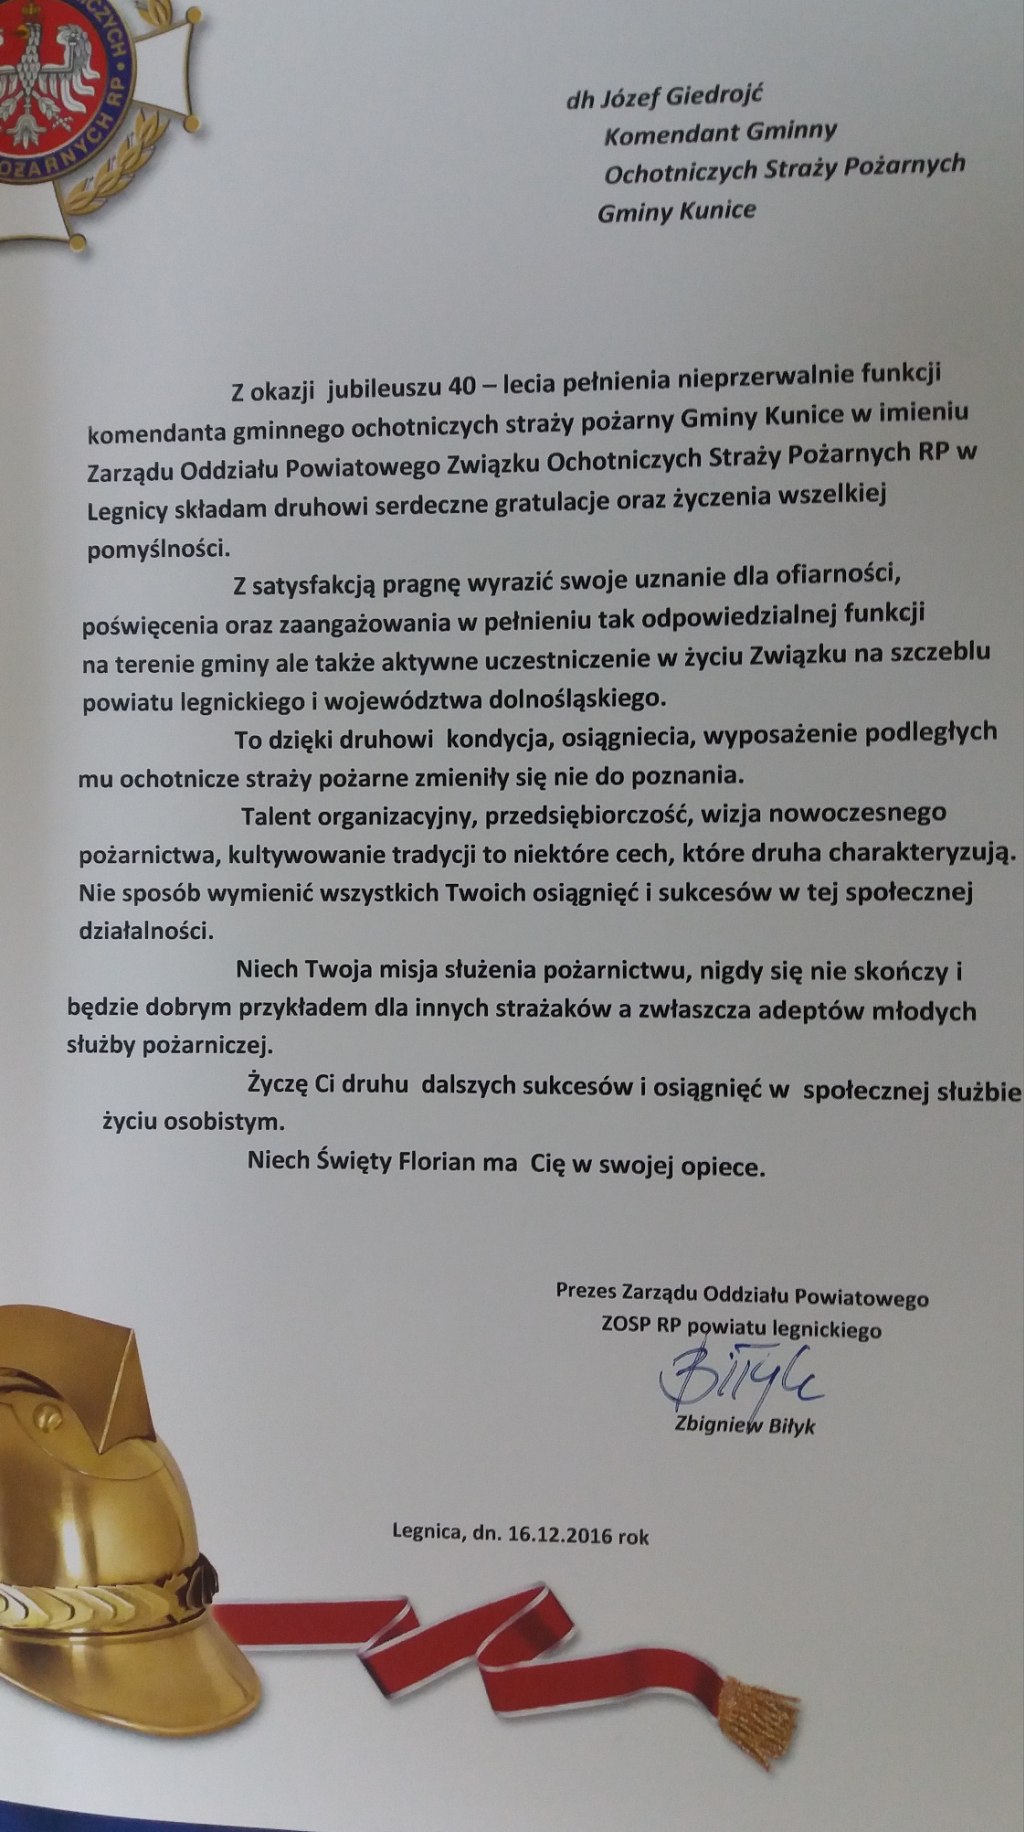 CZYCH •
OŻARNYCH RP
dh Józef Giedrojć
Komendant Gminny
Ochotniczych Straży Pożarnych
Gminy Kunice
Z okazji jubileuszu 40 – lecia pełnienia nieprzerwalnie funkcji
komendanta gminnego ochotniczych straży pożarny Gminy Kunice w imieniu
Zarządu Oddziału Powiatowego Związku Ochotniczych Straży Pożarnych RP w
Legnicy składam druhowi serdeczne gratulacje oraz życzenia wszelkiej
pomyślności.
Z satysfakcją pragnę wyrazić swoje uznanie dla ofiarności,
poświęcenia oraz zaangażowania w pełnieniu tak odpowiedzialnej funkcji
na terenie gminy ale także aktywne uczestniczenie w życiu Związku na szczeblu
powiatu legnickiego i województwa dolnośląskiego.
To dzięki druhowi kondycja, osiągniecia, wyposażenie podległych
mu ochotnicze straży pożarne zmieniły się nie do poznania.
Talent organizacyjny, przedsiębiorczość, wizja nowoczesnego
pożarnictwa, kultywowanie tradycji to niektóre cech, które druha charakteryzują.
Nie sposób wymienić wszystkich Twoich osiągnięć i sukcesów w tej społecznej
działalności.
Niech Twoja misja służenia pożarnictwu, nigdy się nie skończy i
będzie dobrym przykładem dla innych strażaków a zwłaszcza adeptów młodych
służby pożarniczej.
Życzę Ci druhu dalszych sukcesów i osiągnięć w społecznej służbie
życiu osobistym.
Niech Święty Florian ma Cię w swojej opiece.
Prezes Zarządu Oddziału Powiatowego
ZOSP RP powiatu legnickiego
Biłyk
Zbigniew Biłyk
Legnica, dn. 16.12.2016 rok